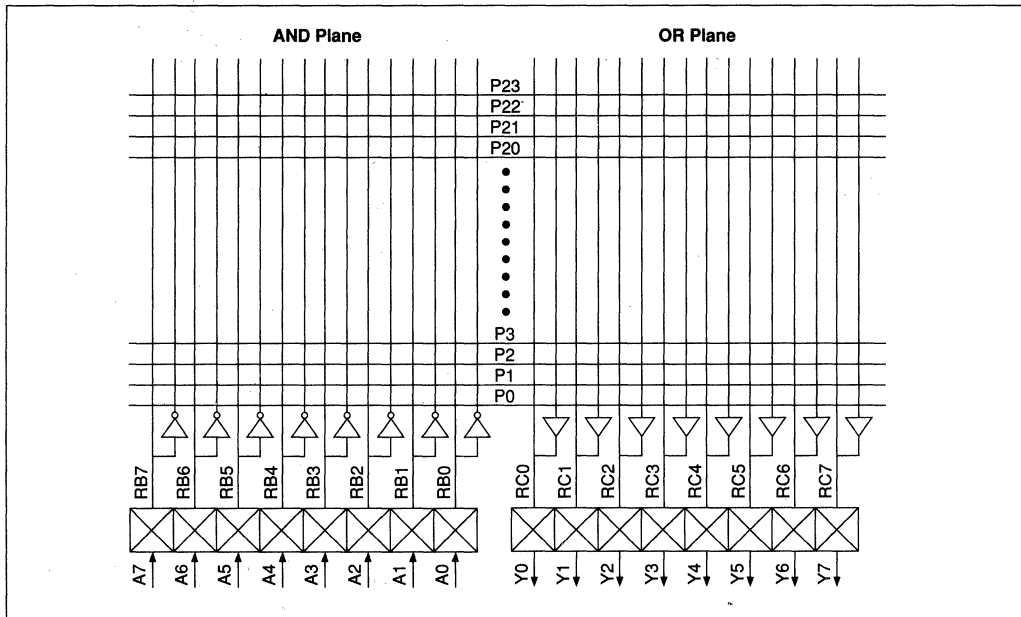 AND Plane OR Plane
P23
P22
P21
P20
P3
P2
P1
P0
RB7 RB6 RB5 RB4 RB3 RB2 RB1 RB0 RC0 RC1 RC2 RC3 RC4 RC5 RC6 RC7
A7 A6 A5 A4 A3 A2 A1 A0 Y0 Y1 Y2 Y3 Y4 Y5 Y6 Y7